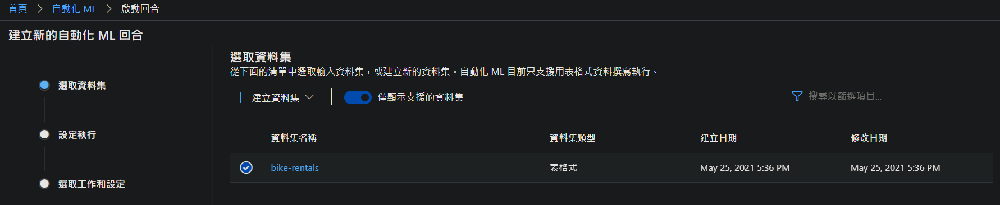 首頁 > 自動化 ML > 啟動回合
建立新的自動化 ML 回合
選取資料集
設定執行
選取工作和設定
選取資料集
從下面的清單中選取輸入資料集，或建立新的資料集。自動化 ML 目前只支援用表格式資料撰寫執行。
建立資料集 僅顯示支援的資料集 搜尋以篩選項目...
資料集名稱 資料集類型 建立日期 修改日期
bike-rentals 表格式 May 25, 2021 5:36 PM May 25, 2021 5:36 PM